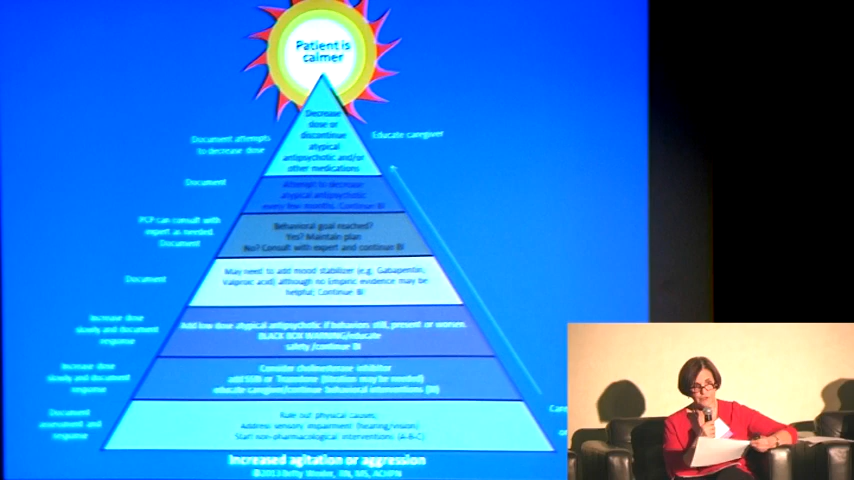 Patient is
calmer
Decrease
dose or
discontinue
atypical
antipsychotic and/or
other medications
Document attempts
to decrease dose
Educate caregiver
Document
Attempt to decrease
atypical antipsychotic
every few months. Continue BI
PCP can consult with
expert as needed.
Document
Behavioral goal reached?
Yes? Maintain plan
No? Consult with expert and continue BI
Document
May need to add mood stabilizer (e.g. Gabapentin,
Valproic acid) although no Empiric evidence may be
helpful; Continue BI
Increase dose
slowly and document
response
Add low dose atypical antipsychotic if behaviors still, present or worsen.
BLACK BOX WARNING/educate
safety /continue BI
Increase dose
slowly and document
response
Consider cholinesterase inhibitor
add SSRI or Trazodone (titration may be needed)
educate caregiver/continue behavioral interventions (BI)
Document
assessment and
response
Rule out physical causes;
Address sensory impairment (hearing/vision)
Start non-pharmacological interventions (A-B-C)
Increased agitation or aggression
©2013 Betty RN, MS, ACHPN